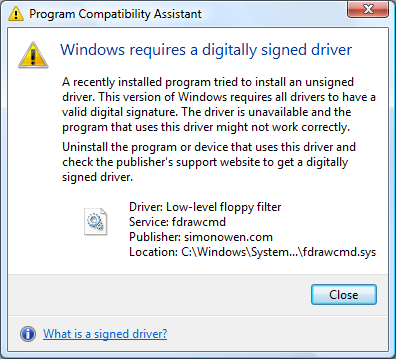 Program Compatibility Assistant
Windows requires a digitally signed driver
A recently installed program tried to install an unsigned
driver. This version of Windows requires all drivers to have a
valid digital signature. The driver is unavailable and the
program that uses this driver might not work correctly.
Uninstall the program or device that uses this driver and
check the publisher's support website to get a digitally
signed driver.
Driver: Low-level floppy filter
Service: fdrawcmd
Publisher: simonowen.com
Location: C:\Windows\System...\fdrawcmd.sys
Close
What is a signed driver?